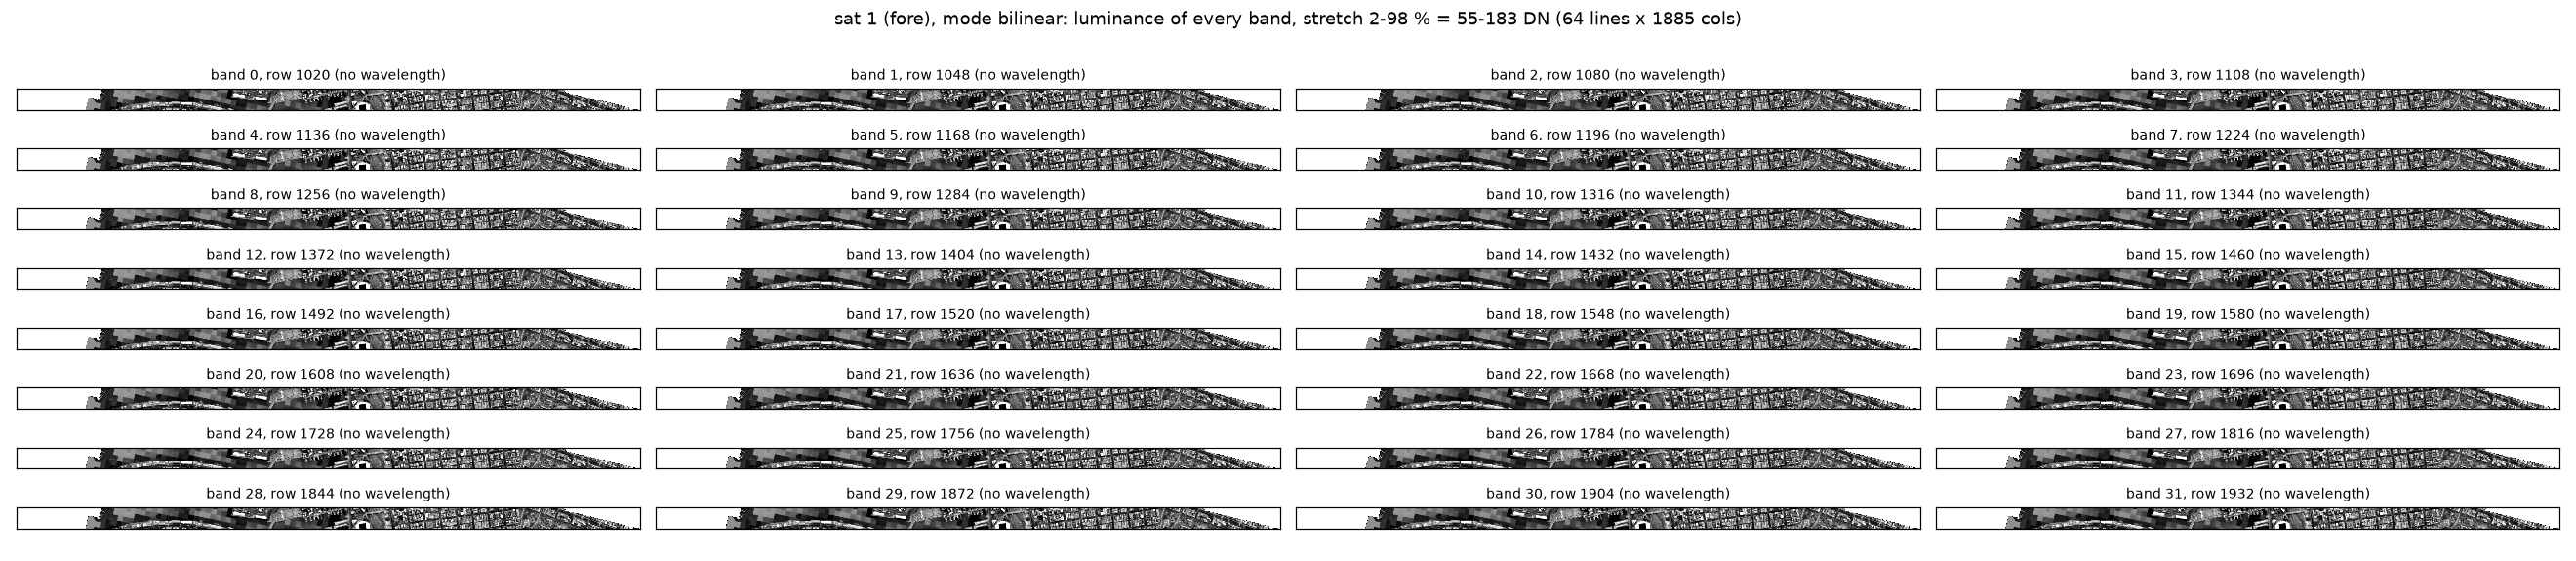 sat 1 (fore), mode bilinear: luminance of every band, stretch 2-98 % = 55-183 DN (64 lines x 1885 cols)
band 0, row 1020 (no wavelength)
band 1, row 1048 (no wavelength)
band 2, row 1080 (no wavelength)
band 3, row 1108 (no wavelength)
band 4, row 1136 (no wavelength)
band 5, row 1168 (no wavelength)
band 6, row 1196 (no wavelength)
band 7, row 1224 (no wavelength)
band 8, row 1256 (no wavelength)
band 9, row 1284 (no wavelength)
band 10, row 1316 (no wavelength)
band 11, row 1344 (no wavelength)
band 12, row 1372 (no wavelength)
band 13, row 1404 (no wavelength)
band 14, row 1432 (no wavelength)
band 15, row 1460 (no wavelength)
band 16, row 1492 (no wavelength)
band 17, row 1520 (no wavelength)
band 18, row 1548 (no wavelength)
band 19, row 1580 (no wavelength)
band 20, row 1608 (no wavelength)
band 21, row 1636 (no wavelength)
band 22, row 1668 (no wavelength)
band 23, row 1696 (no wavelength)
band 24, row 1728 (no wavelength)
band 25, row 1756 (no wavelength)
band 26, row 1784 (no wavelength)
band 27, row 1816 (no wavelength)
band 28, row 1844 (no wavelength)
band 29, row 1872 (no wavelength)
band 30, row 1904 (no wavelength)
band 31, row 1932 (no wavelength)